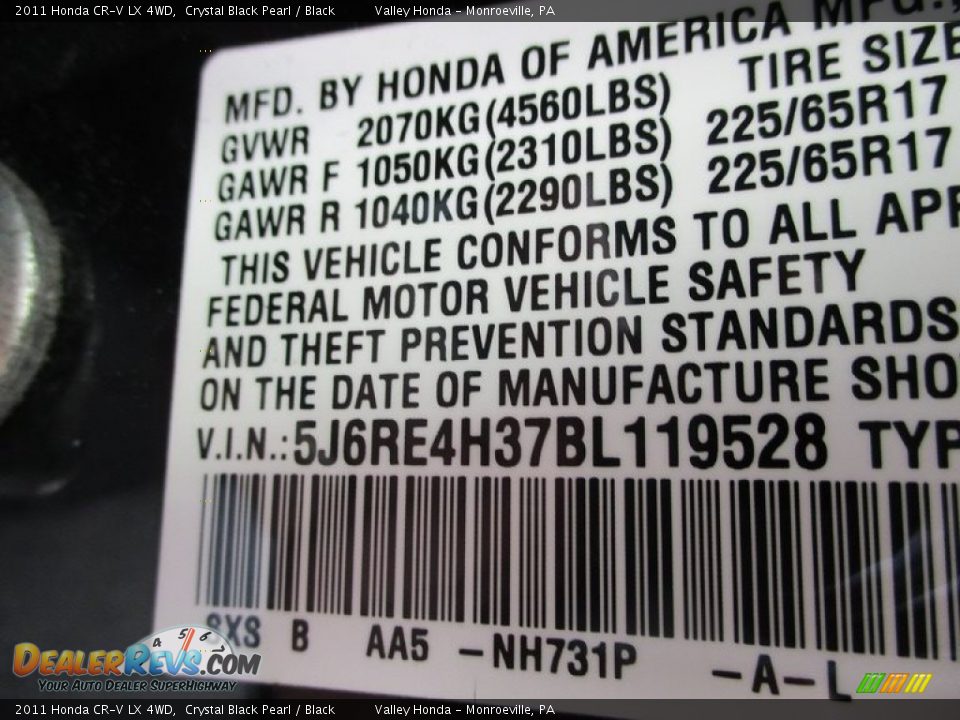 2011 Honda CR-V LX 4WD, Crystal Black Pearl / Black Valley Honda - Monroeville, PA
MFD. BY HONDA OF AMERICA MFG.,
GVWR 2070KG(4560LBS) TIRE SIZE
GAWR F 1050KG(2310LBS) 225/65R17
GAWR R 1040KG(2290LBS) 225/65R17
THIS VEHICLE CONFORMS TO ALL APP
FEDERAL MOTOR VEHICLE SAFETY
AND THEFT PREVENTION STANDARDS
ON THE DATE OF MANUFACTURE SHO
V.I.N.: 5J6RE4H37BL119528 TYP
SXS B AA5 -NH731P -A-L
4 5 6
DEALERREVS.COM
YOUR AUTO DEALER SUPERHIGHWAY
2011 Honda CR-V LX 4WD, Crystal Black Pearl / Black Valley Honda - Monroeville, PA